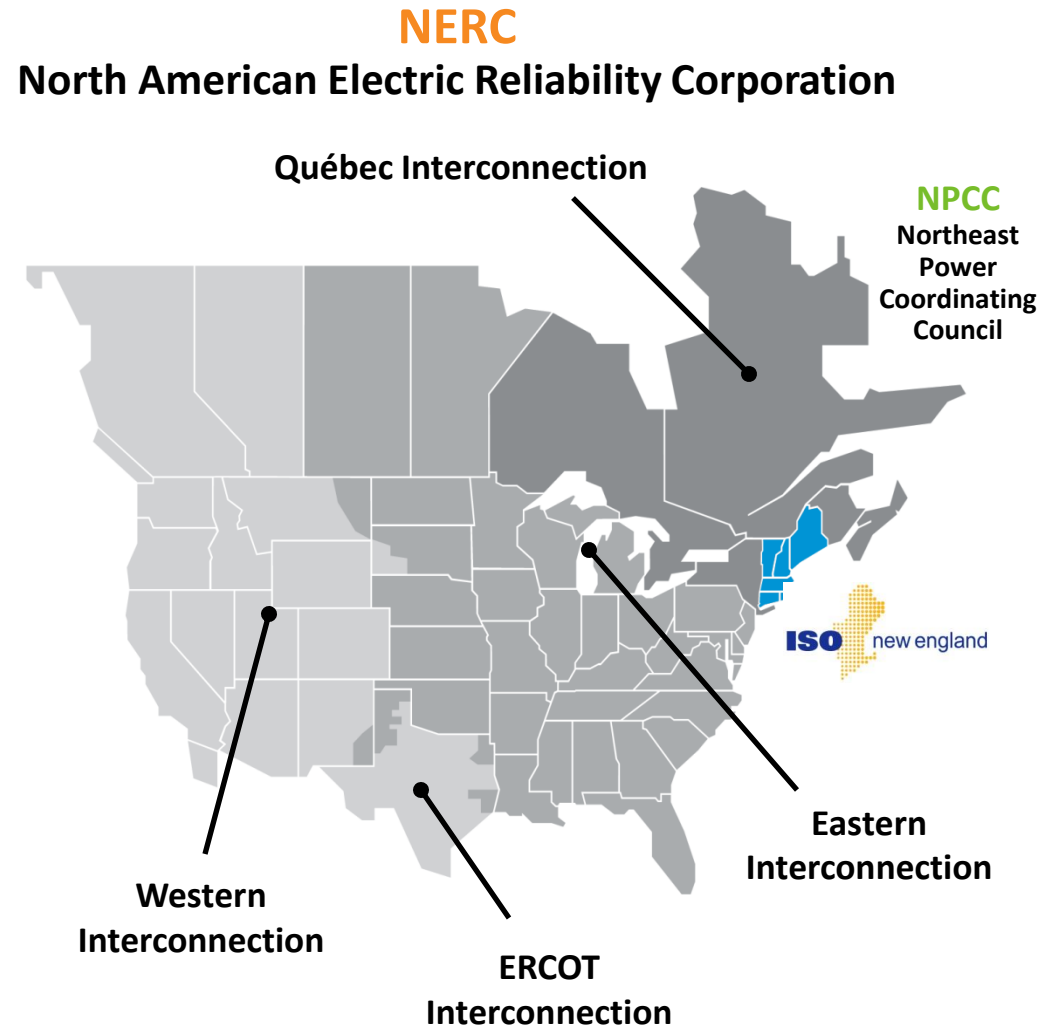 NERC
North American Electric Reliability Corporation
Québec Interconnection
NPCC
Northeast
Power
Coordinating
Council
ISO new england
Eastern
Interconnection
Western
Interconnection
ERCOT
Interconnection